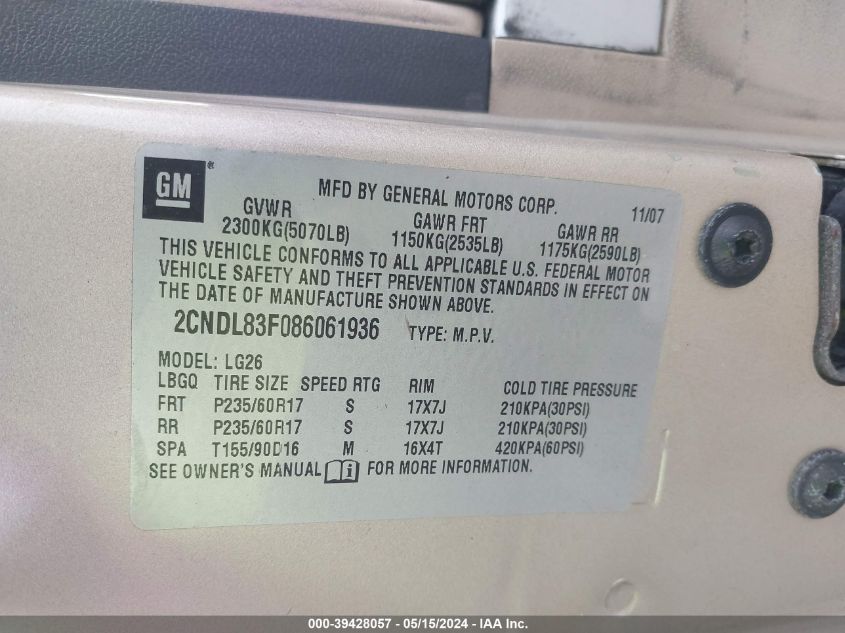 GM®
MFD BY GENERAL MOTORS CORP. 11/07
GVWR GAWR FRT GAWR RR
2300KG(5070LB) 1150KG(2535LB) 1175KG(2590LB)
THIS VEHICLE CONFORMS TO ALL APPLICABLE U.S. FEDERAL MOTOR
VEHICLE SAFETY AND THEFT PREVENTION STANDARDS IN EFFECT ON
THE DATE OF MANUFACTURE SHOWN ABOVE.
2CNDL83F086061936 TYPE: M.P.V.
MODEL: LG26
LBGQ TIRE SIZE SPEED RTG RIM COLD TIRE PRESSURE
FRT P235/60R17 S 17X7J 210KPA(30PSI)
RR P235/60R17 S 17X7J 210KPA(30PSI)
SPA T155/90D16 M 16X4T 420KPA(60PSI)
SEE OWNER'S MANUAL i FOR MORE INFORMATION.
000-39428057 - 05/15/2024 - IAA Inc.